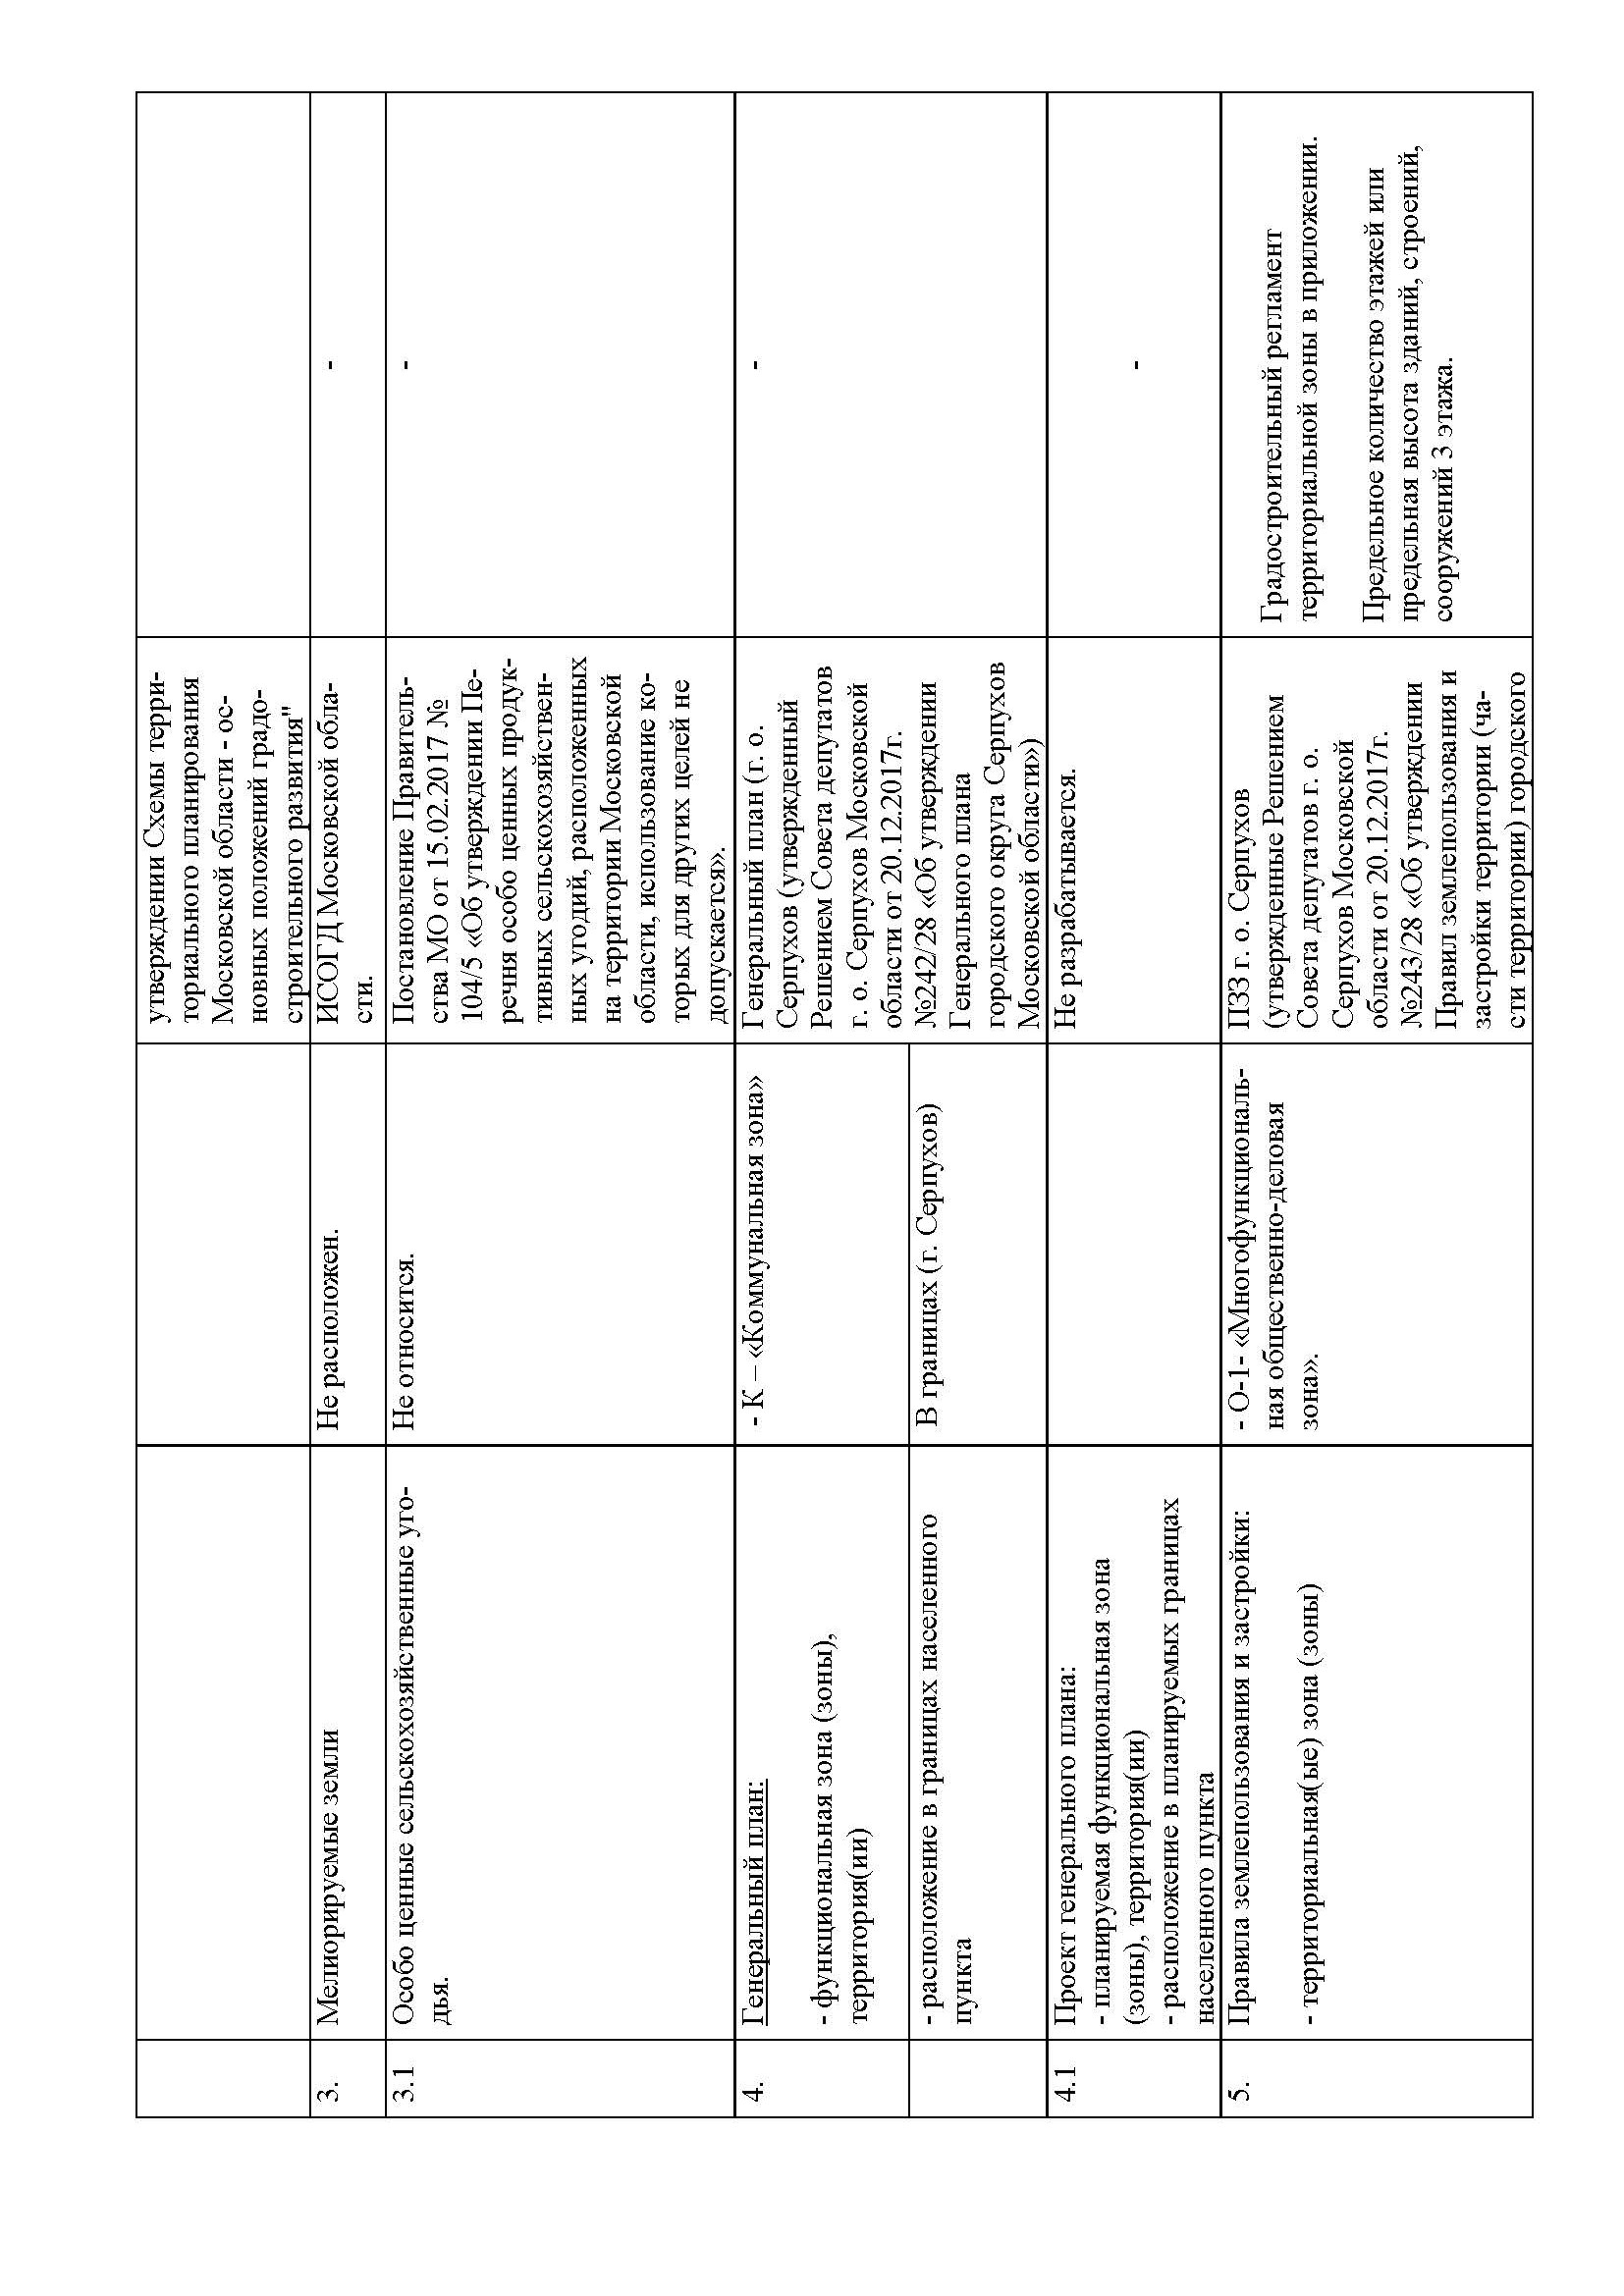 утверждении Схемы терри-
ториального планирования
Московской области - ос-
новных положений градо-
строительного развития"
3.
Мелиорируемые земли
Не расположен.
ИСОГД Московской обла-
сти.
-
3.1
Особо ценные сельскохозяйственные уго-
дья.
Не относится.
Постановление Правитель-
ства МО от 15.02.2017 №
104/5 «Об утверждении Пе-
речня особо ценных продук-
тивных сельскохозяйствен-
ных угодий, расположенных
на территории Московской
области, использование ко-
торых для других целей не
допускается».
-
4.
Генеральный план:
- функциональная зона (зоны),
территория(ии)
- К – «Коммунальная зона»
Генеральный план (г. о.
Серпухов (утвержденный
Решением Совета депутатов
г. о. Серпухов Московской
области от 20.12.2017г.
№242/28 «Об утверждении
Генерального плана
городского округа Серпухов
Московской области»)
-
- расположение в границах населенного
пункта
В границах (г. Серпухов)
4.1
Проект генерального плана:
- планируемая функциональная зона
(зоны), территория(ии)
- расположение в планируемых границах
населенного пункта
Не разрабатывается.
-
5.
Правила землепользования и застройки:
- территориальная(ые) зона (зоны)
- О-1- «Многофункциональ-
ная общественно-деловая
зона».
ПЗЗ г. о. Серпухов
(утвержденные Решением
Совета депутатов г. о.
Серпухов Московской
области от 20.12.2017г.
№243/28 «Об утверждении
Правил землепользования и
застройки территории (ча-
сти территории) городского
Градостроительный регламент
территориальной зоны в приложении.
Предельное количество этажей или
предельная высота зданий, строений,
сооружений 3 этажа.